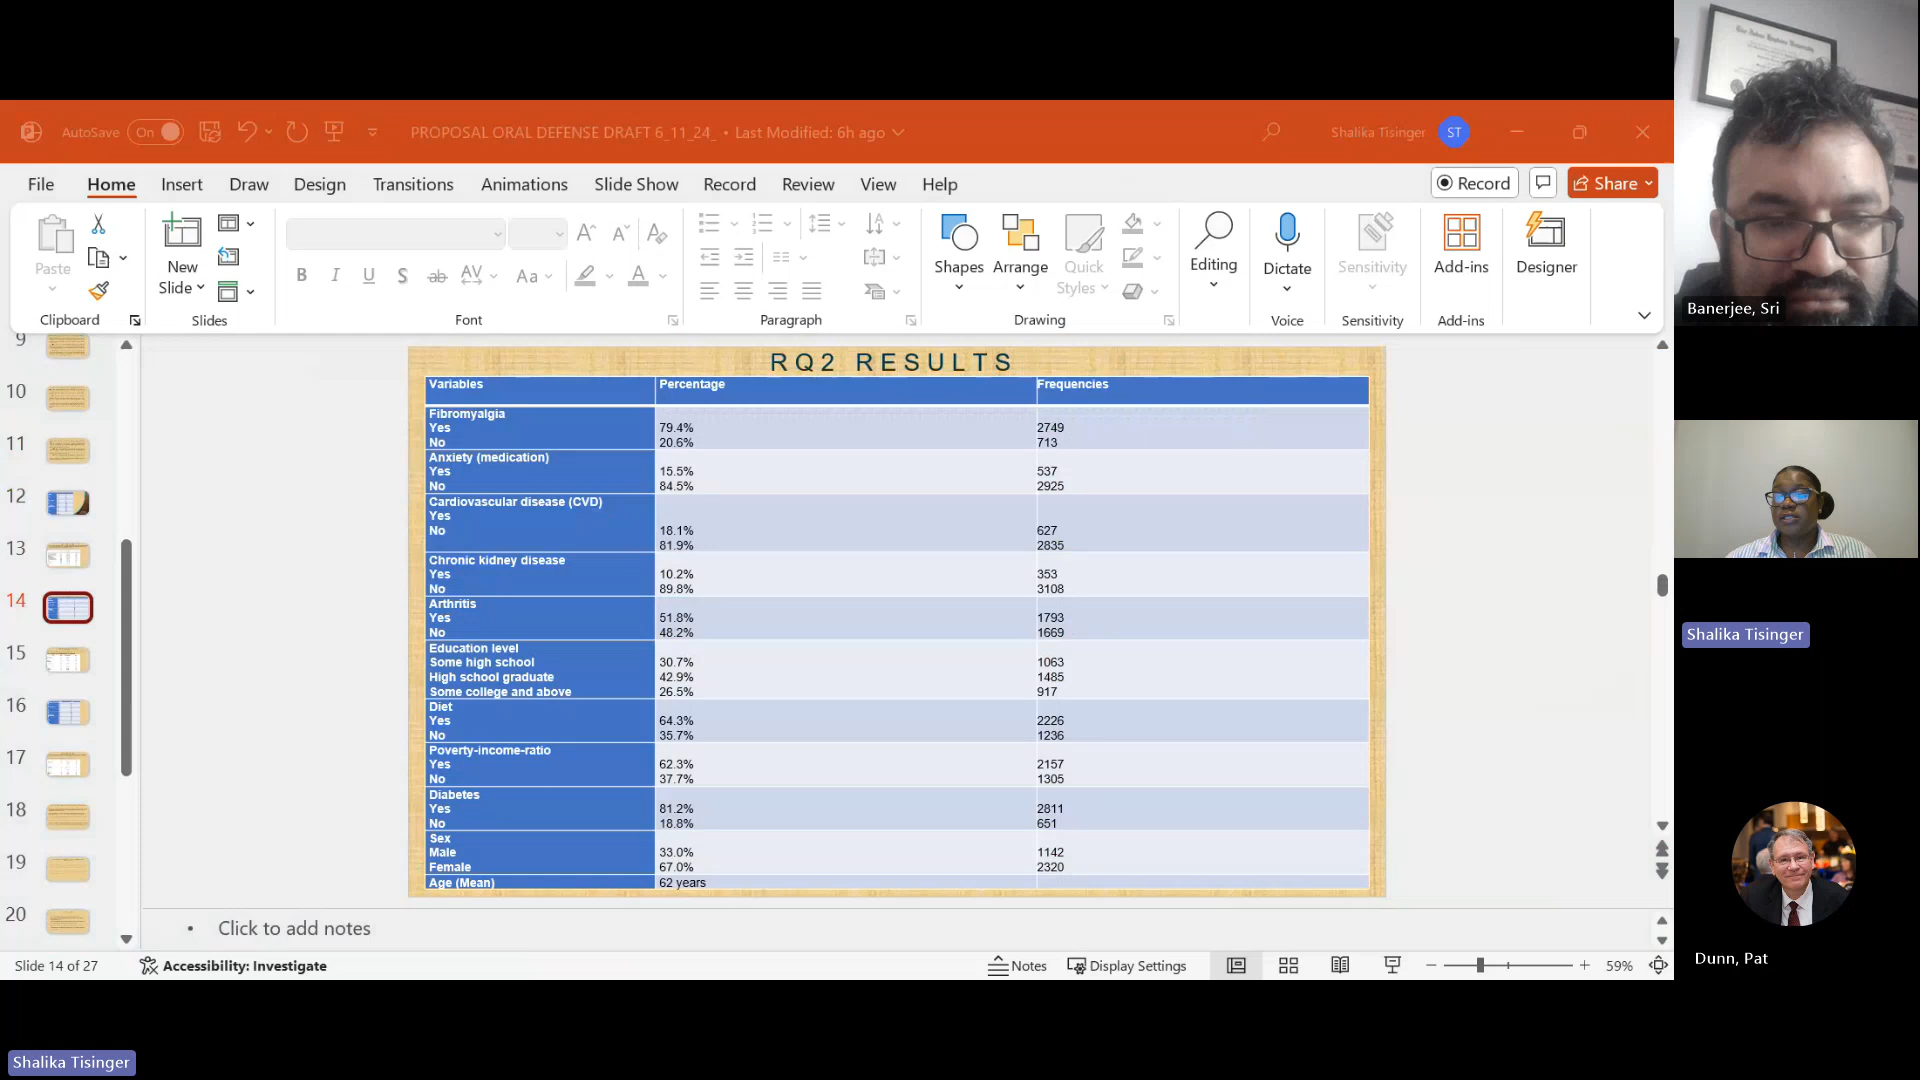 AutoSave On PROPOSAL ORAL DEFENSE DRAFT 6_11_24_ • Last Modified: 6h ago Shalika Tisinger ST
File Home Insert Draw Design Transitions Animations Slide Show Record Review View Help Record Share
Paste
New Slide
B I U S ab AV Aa A
Shapes Arrange Quick Styles
Editing
Dictate
Sensitivity
Add-ins
Designer
Clipboard Slides Font Paragraph Drawing Voice Sensitivity Add-ins
9
10
11
12
13
14
15
16
17
18
19
20
RQ2 RESULTS
Variables Percentage Frequencies
Fibromyalgia
Yes 79.4% 2749
No 20.6% 713
Anxiety (medication)
Yes 15.5% 537
No 84.5% 2925
Cardiovascular disease (CVD)
Yes
No 18.1% 627
81.9% 2835
Chronic kidney disease
Yes 10.2% 353
No 89.8% 3108
Arthritis
Yes 51.8% 1793
No 48.2% 1669
Education level
Some high school 30.7% 1063
High school graduate 42.9% 1485
Some college and above 26.5% 917
Diet
Yes 64.3% 2226
No 35.7% 1236
Poverty-income-ratio
Yes 62.3% 2157
No 37.7% 1305
Diabetes
Yes 81.2% 2811
No 18.8% 651
Sex
Male 33.0% 1142
Female 67.0% 2320
Age (Mean) 62 years
• Click to add notes
Slide 14 of 27 Accessibility: Investigate Notes Display Settings 59%
Banerjee, Sri
Shalika Tisinger
Dunn, Pat
Shalika Tisinger